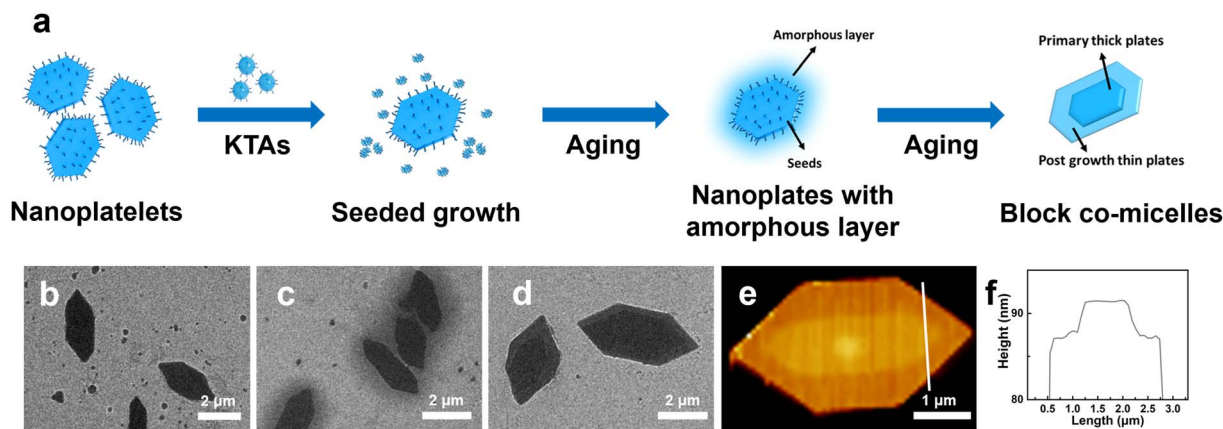 a
KTAs
Aging
Amorphous layer
Seeds
Aging
Primary thick plates
Post growth thin plates
Nanoplatelets
Seeded growth
Nanoplates with
amorphous layer
Block co-micelles
b
2 µm
c
2 µm
d
2 µm
e
1 µm
f
Height (nm)
90
80
0.5 1.0 1.5 2.0 2.5 3.0
Length (µm)